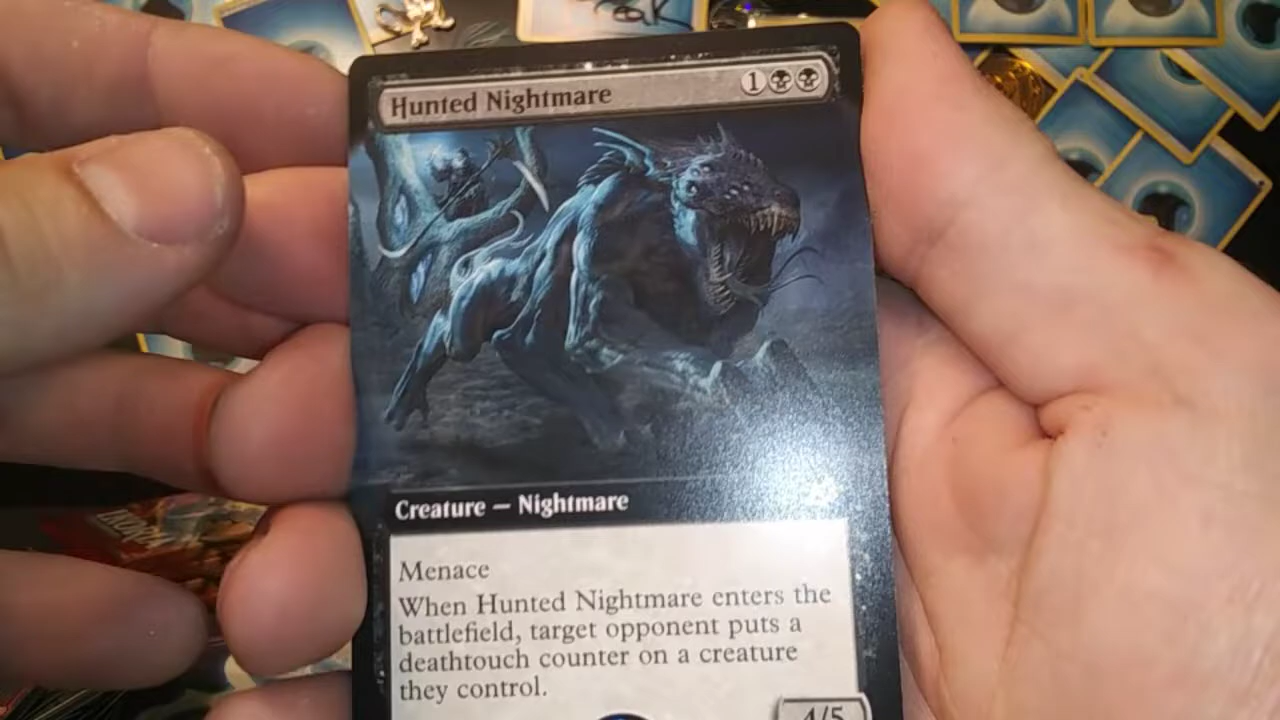 reak
Hunted Nightmare 1
Creature — Nightmare
Menace
When Hunted Nightmare enters the
battlefield, target opponent puts a
deathtouch counter on a creature
they control.
4/5